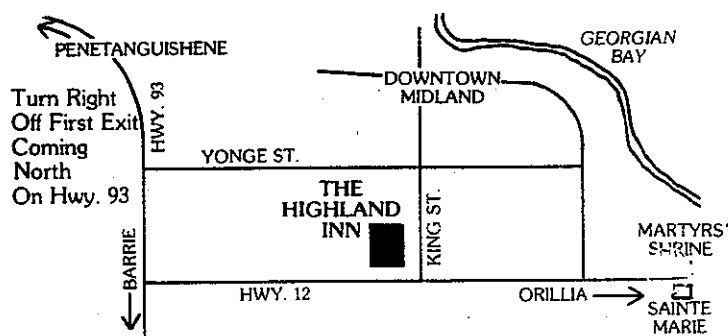 PENETANGUISHENE
GEORGIAN
BAY
DOWNTOWN
MIDLAND
Turn Right
Off First Exit
Coming
North
On Hwy. 93
HWY. 93
YONGE ST.
THE
HIGHLAND
INN
KING ST.
MARTYRS'
SHRINE
BARRIE
HWY. 12
ORILLIA
SAINTE
MARIE